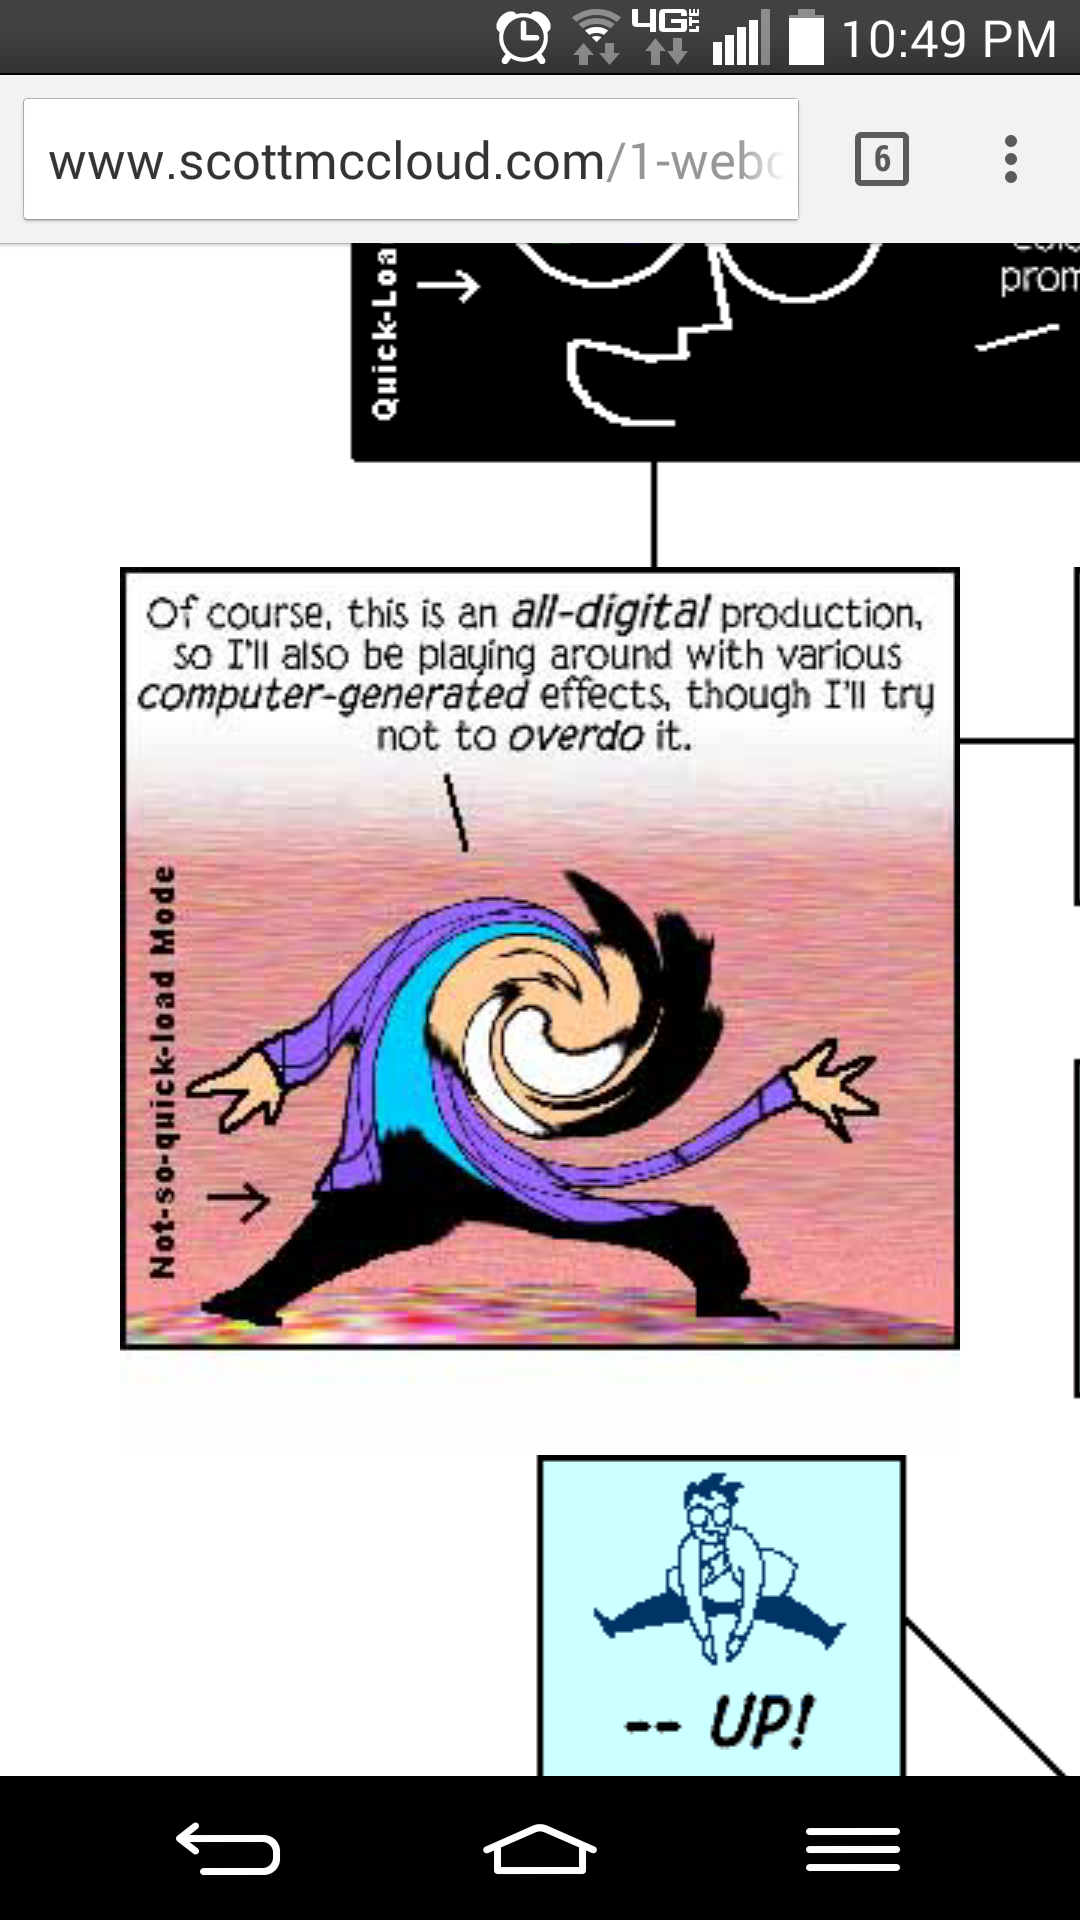 4G LTE 10:49 PM
www.scottmccloud.com/1-webc
6
Quick-Loa
prom
Of course, this is an all-digital production,
so I'll also be playing around with various
computer-generated effects, though I'll try
not to overdo it.
Not-so-quick-load Mode
-- UP!